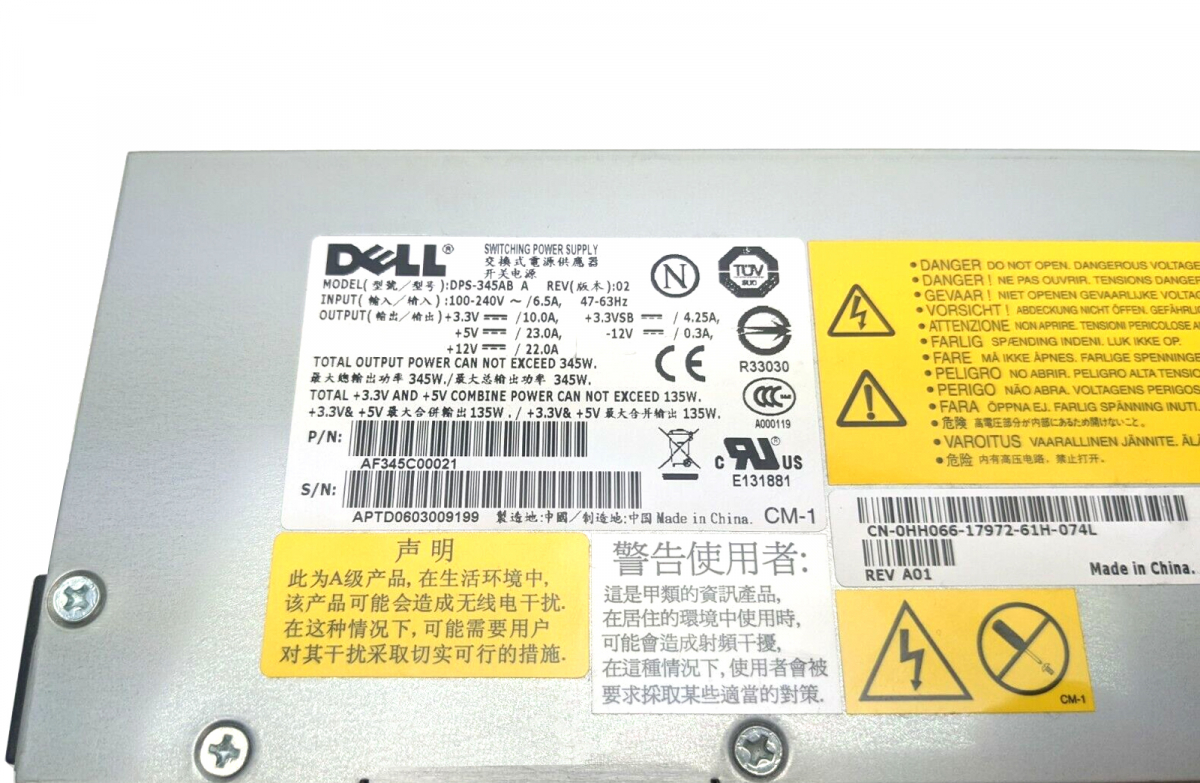 DELL®
SWITCHING POWER SUPPLY
交換式電源供應器
开关电源
MODEL(型號/型号):DPS-345AB A REV(版本):02
INPUT(輸入/输入):100-240V ~ /6.5A, 47-63Hz
OUTPUT(輸出/输出)+3.3V / 10.0A, +3.3VSB / 4.25A,
+5V / 23.0A, -12V / 0.3A,
+12V / 22.0A
TOTAL OUTPUT POWER CAN NOT EXCEED 345W.
最大總輸出功率 345W./最大总输出功率 345W.
TOTAL +3.3V AND +5V COMBINE POWER CAN NOT EXCEED 135W.
+3.3V& +5V 最大合併輸出135W . / +3.3V& +5V 最大合并输出 135W.
P/N:
AF345C00021
S/N:
APTD0603009199 製造地:中國/制造地:中国 Made in China. CM-1
N
TÜV
R33030
CE
CCC
A000119
c RU® US
E131881
DANGER DO NOT OPEN. DANGEROUS VOLTAGE
DANGER! NE PAS OUVRIR. TENSIONS DANGER
GEVAAR! NIET OPENEN GEVAARLIJKE VOLTA
VORSICHT! ABDECKUNG NICHT ÖFFEN. GEFÄHRL
ATTENZIONE NON APRIRE. TENSIONI PERICOLOSE
FARLIG SPÆNDING INDENI. LUK IKKE OP.
FARE MÅ IKKE ÅPNES. FARLIGE SPENNINGE
PELIGRO NO ABRIR. PELIGRO ALTA TENSIO
PERIGO NÃO ABRA. VOLTAGENS PERIGOS
FARA ÖPPNA EJ. FARLIG SPÄNNING INUTI
危険 高電圧部分が内部にあるため開けないこと。
VAROITUS VAARALLINEN JÄNNITE. ÄL
危险 内有高压电路，禁止打开。
CN-0HH066-17972-61H-074L
REV A01
Made in China.
声 明
此为A级产品, 在生活环境中,
该产品可能会造成无线电干扰.
在这种情况下, 可能需要用户
对其干扰采取切实可行的措施.
警告使用者:
這是甲類的資訊產品,
在居住的環境中使用時,
可能會造成射頻干擾,
在這種情況下, 使用者會被
要求採取某些適當的對策.
CM-1